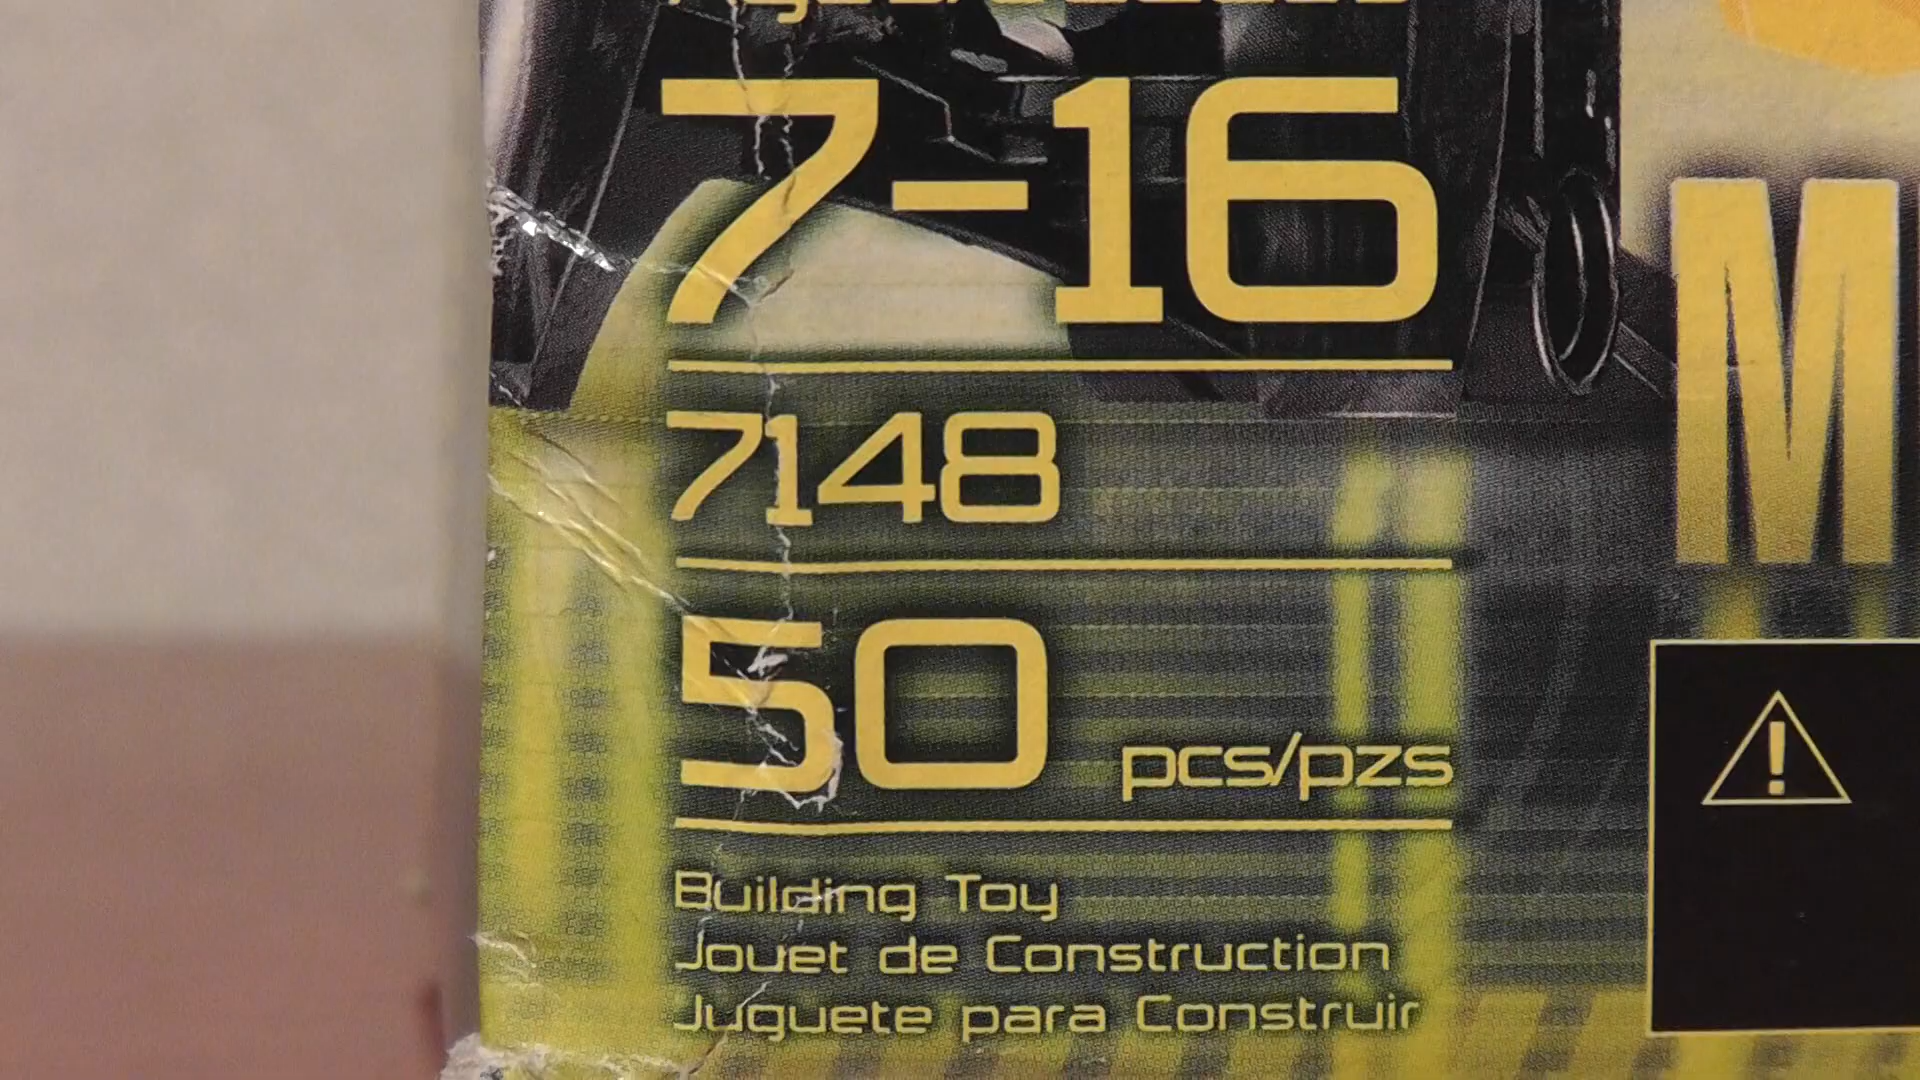 7-16
7148
50 pcs/pzs
Building Toy
Jouet de Construction
Juguete para Construir
M